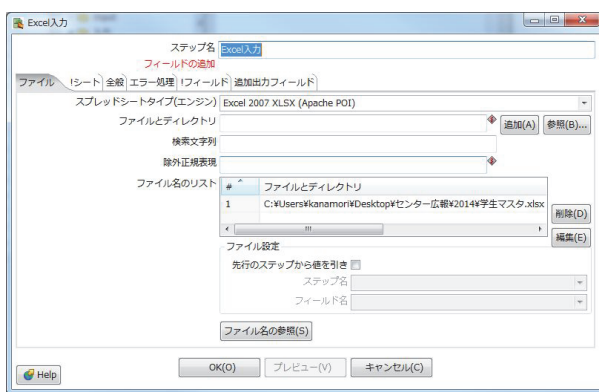 Excel入力
ステップ名 Excel入力
フィールドの追加
ファイル !シート 全般 エラー処理 !フィールド 追加出力フィールド
スプレッドシートタイプ(エンジン) Excel 2007 XLSX (Apache POI)
ファイルとディレクトリ 追加(A) 参照(B)...
検索文字列
除外正規表現
ファイル名のリスト # ファイルとディレクトリ
1 C:¥Users¥kanamori¥Desktop¥センター広報¥2014¥学生マスタ.xlsx
削除(D)
編集(E)
ファイル設定
先行のステップから値を引き
ステップ名
フィールド名
ファイル名の参照(S)
Help OK(O) プレビュー(V) キャンセル(C)